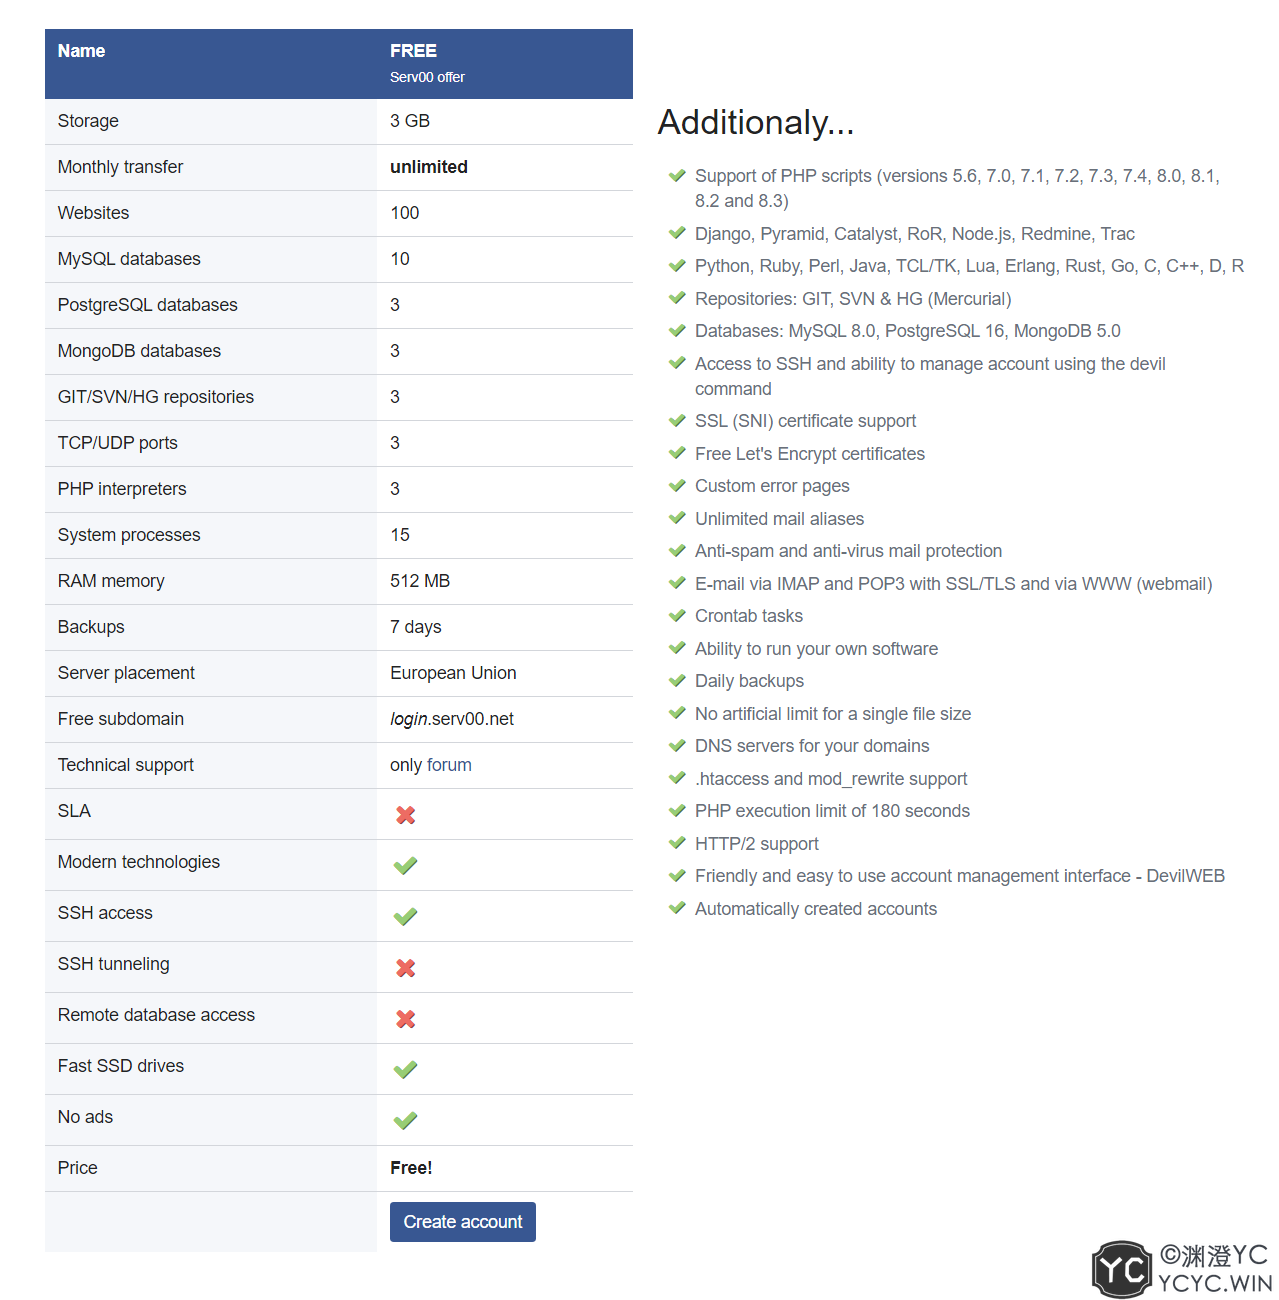 Name FREE
Serv00 offer
Storage 3 GB
Monthly transfer unlimited
Websites 100
MySQL databases 10
PostgreSQL databases 3
MongoDB databases 3
GIT/SVN/HG repositories 3
TCP/UDP ports 3
PHP interpreters 3
System processes 15
RAM memory 512 MB
Backups 7 days
Server placement European Union
Free subdomain login.serv00.net
Technical support only forum
SLA
Modern technologies
SSH access
SSH tunneling
Remote database access
Fast SSD drives
No ads
Price Free!
Create account
Additionaly...
Support of PHP scripts (versions 5.6, 7.0, 7.1, 7.2, 7.3, 7.4, 8.0, 8.1,
8.2 and 8.3)
Django, Pyramid, Catalyst, RoR, Node.js, Redmine, Trac
Python, Ruby, Perl, Java, TCL/TK, Lua, Erlang, Rust, Go, C, C++, D, R
Repositories: GIT, SVN & HG (Mercurial)
Databases: MySQL 8.0, PostgreSQL 16, MongoDB 5.0
Access to SSH and ability to manage account using the devil
command
SSL (SNI) certificate support
Free Let's Encrypt certificates
Custom error pages
Unlimited mail aliases
Anti-spam and anti-virus mail protection
E-mail via IMAP and POP3 with SSL/TLS and via WWW (webmail)
Crontab tasks
Ability to run your own software
Daily backups
No artificial limit for a single file size
DNS servers for your domains
.htaccess and mod_rewrite support
PHP execution limit of 180 seconds
HTTP/2 support
Friendly and easy to use account management interface - DevilWEB
Automatically created accounts
YC
©渊澄YC
YCYC.WIN